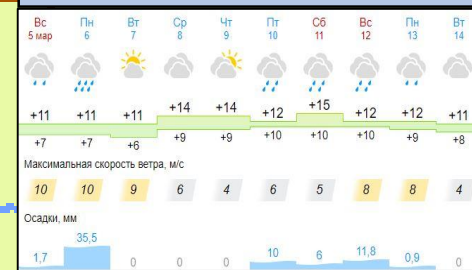 Вс Пн Вт Ср Чт Пт Сб Вс Пн Вт
5 мар 6 7 8 9 10 11 12 13 14
+11 +11 +11 +14 +14 +12 +15 +12 +12 +11
+7 +7 +6 +9 +9 +10 +10 +10 +9 +8
Максимальная скорость ветра, м/с
10 10 9 6 4 6 5 8 8 4
Осадки, мм
1,7 35,5 0 0 0 10 6 11,8 0,9 0